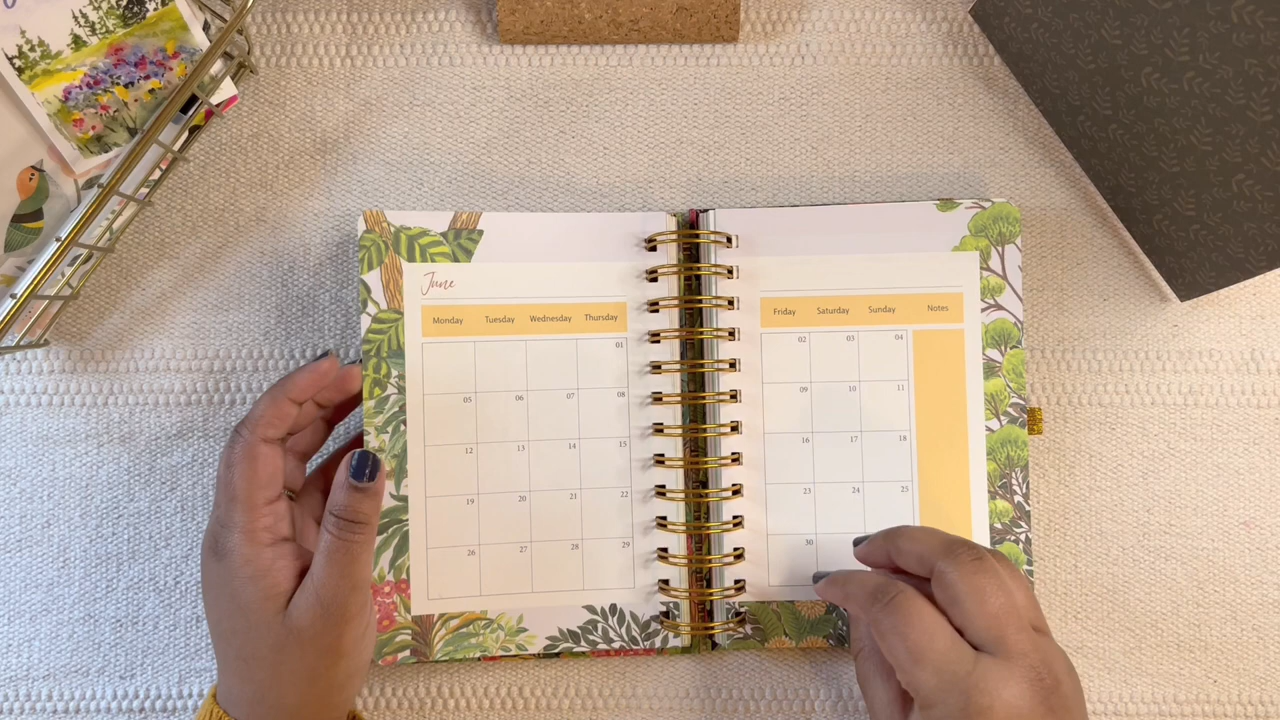 June
Monday Tuesday Wednesday Thursday Friday Saturday Sunday Notes
01 02 03 04
05 06 07 08 09 10 11
12 13 14 15 16 17 18
19 20 21 22 23 24 25
26 27 28 29 30